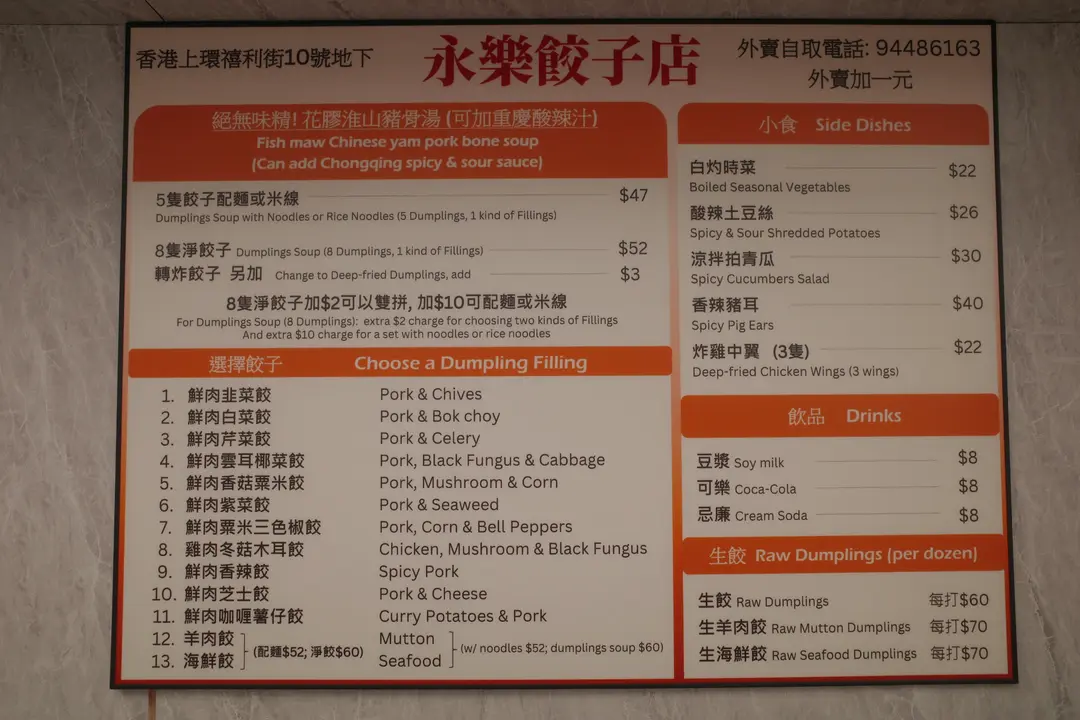 香港上環禧利街10號地下
永樂餃子店
外賣自取電話: 94486163
外賣加一元
絕無味精! 花膠淮山豬骨湯 (可加重慶酸辣汁)
Fish maw Chinese yam pork bone soup
(Can add Chongqing spicy & sour sauce)
5隻餃子配麵或米線 $47
Dumplings Soup with Noodles or Rice Noodles (5 Dumplings, 1 kind of Fillings)
8隻淨餃子 Dumplings Soup (8 Dumplings, 1 kind of Fillings) $52
轉炸餃子 另加 Change to Deep-fried Dumplings, add $3
8隻淨餃子加$2可以雙拼, 加$10可配麵或米線
For Dumplings Soup (8 Dumplings): extra $2 charge for choosing two kinds of Fillings
And extra $10 charge for a set with noodles or rice noodles
選擇餃子 Choose a Dumpling Filling
1. 鮮肉韭菜餃 Pork & Chives
2. 鮮肉白菜餃 Pork & Bok choy
3. 鮮肉芹菜餃 Pork & Celery
4. 鮮肉雲耳椰菜餃 Pork, Black Fungus & Cabbage
5. 鮮肉香菇粟米餃 Pork, Mushroom & Corn
6. 鮮肉紫菜餃 Pork & Seaweed
7. 鮮肉粟米三色椒餃 Pork, Corn & Bell Peppers
8. 雞肉冬菇木耳餃 Chicken, Mushroom & Black Fungus
9. 鮮肉香辣餃 Spicy Pork
10. 鮮肉芝士餃 Pork & Cheese
11. 鮮肉咖喱薯仔餃 Curry Potatoes & Pork
12. 羊肉餃 Mutton
(配麵$52; 淨餃$60) (w/ noodles $52; dumplings soup $60)
13. 海鮮餃 Seafood
小食 Side Dishes
白灼時菜 $22
Boiled Seasonal Vegetables
酸辣土豆絲 $26
Spicy & Sour Shredded Potatoes
涼拌拍青瓜 $30
Spicy Cucumbers Salad
香辣豬耳 $40
Spicy Pig Ears
炸雞中翼 (3隻) $22
Deep-fried Chicken Wings (3 wings)
飲品 Drinks
豆漿 Soy milk $8
可樂 Coca-Cola $8
忌廉 Cream Soda $8
生餃 Raw Dumplings (per dozen)
生餃 Raw Dumplings 每打$60
生羊肉餃 Raw Mutton Dumplings 每打$70
生海鮮餃 Raw Seafood Dumplings 每打$70